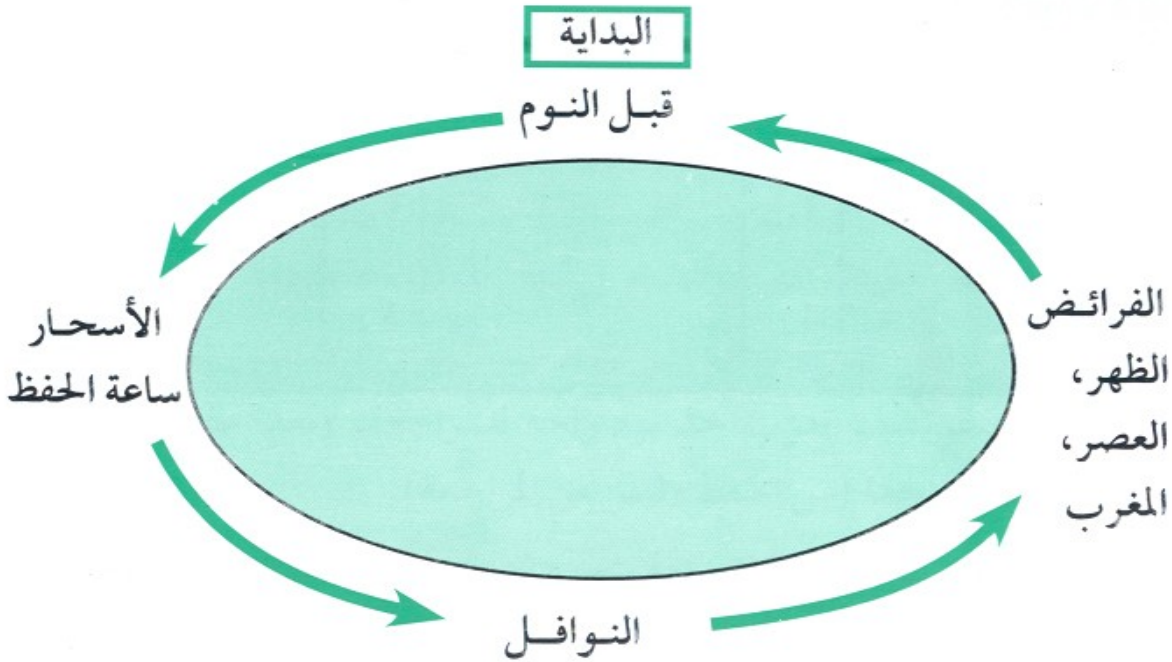 البداية
قبل النوم
الأسحار
ساعة الحفظ
النوافل
الفرائض
الظهر،
العصر،
المغرب